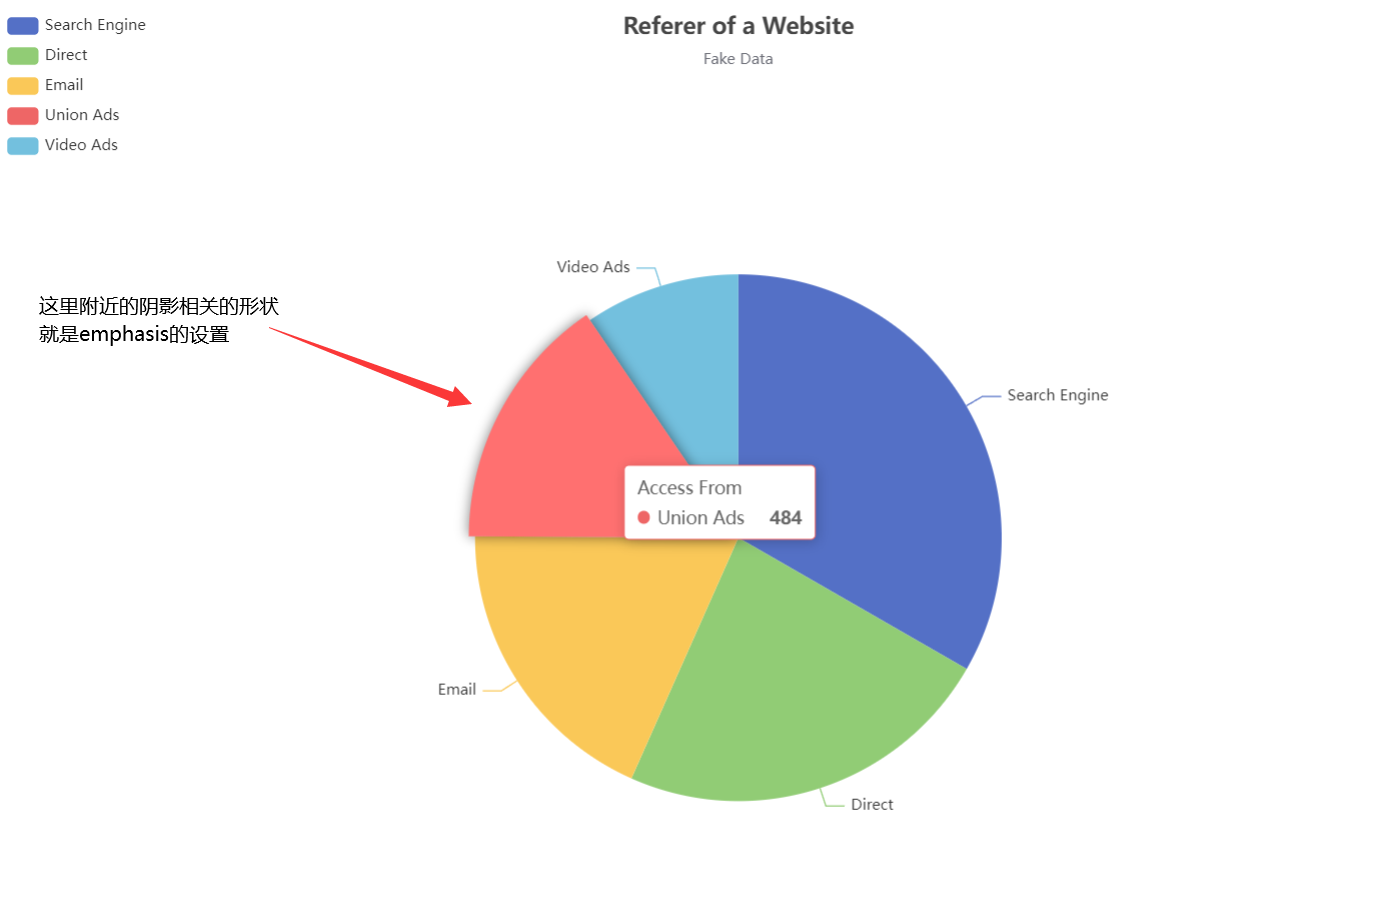 Referer of a Website
Fake Data
Search Engine
Direct
Email
Union Ads
Video Ads
这里附近的阴影相关的形状
就是emphasis的设置
Video Ads
Search Engine
Access From
Union Ads 484
Email
Direct